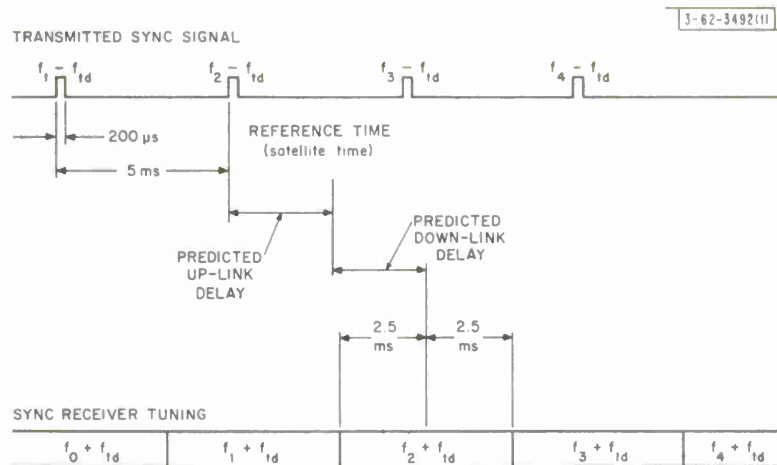 3-62-3492(1)
TRANSMITTED SYNC SIGNAL
f1 - ftd
f2 - ftd
f3 - ftd
f4 - ftd
200 µs
REFERENCE TIME
(satellite time)
5 ms
PREDICTED
UP-LINK
DELAY
PREDICTED
DOWN-LINK
DELAY
2.5
ms
2.5
ms
SYNC RECEIVER TUNING
f0 + ftd
f1 + ftd
f2 + ftd
f3 + ftd
f4 + ftd